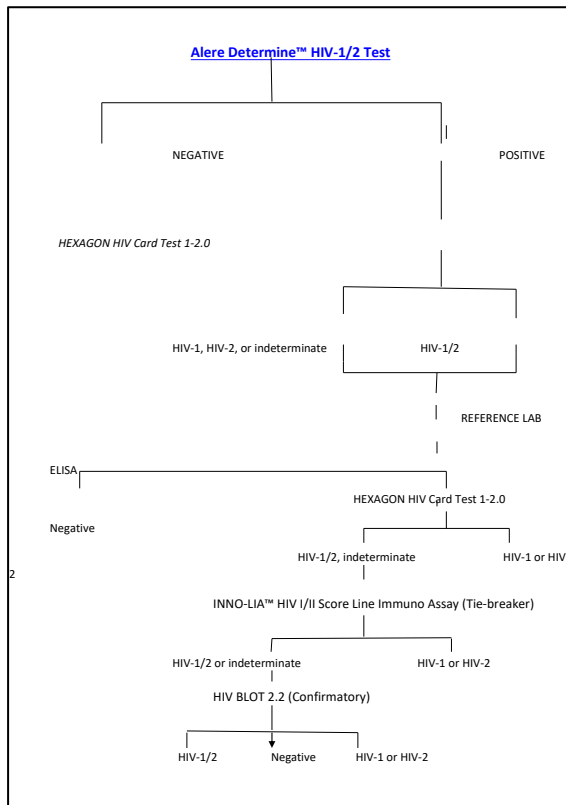 Alere Determine™ HIV-1/2 Test
NEGATIVE POSITIVE
HEXAGON HIV Card Test 1-2.0
HIV-1, HIV-2, or indeterminate HIV-1/2
REFERENCE LAB
ELISA
HEXAGON HIV Card Test 1-2.0
Negative
HIV-1/2, indeterminate HIV-1 or HIV
2
INNO-LIA™ HIV I/II Score Line Immuno Assay (Tie-breaker)
HIV-1/2 or indeterminate HIV-1 or HIV-2
HIV BLOT 2.2 (Confirmatory)
HIV-1/2 Negative HIV-1 or HIV-2